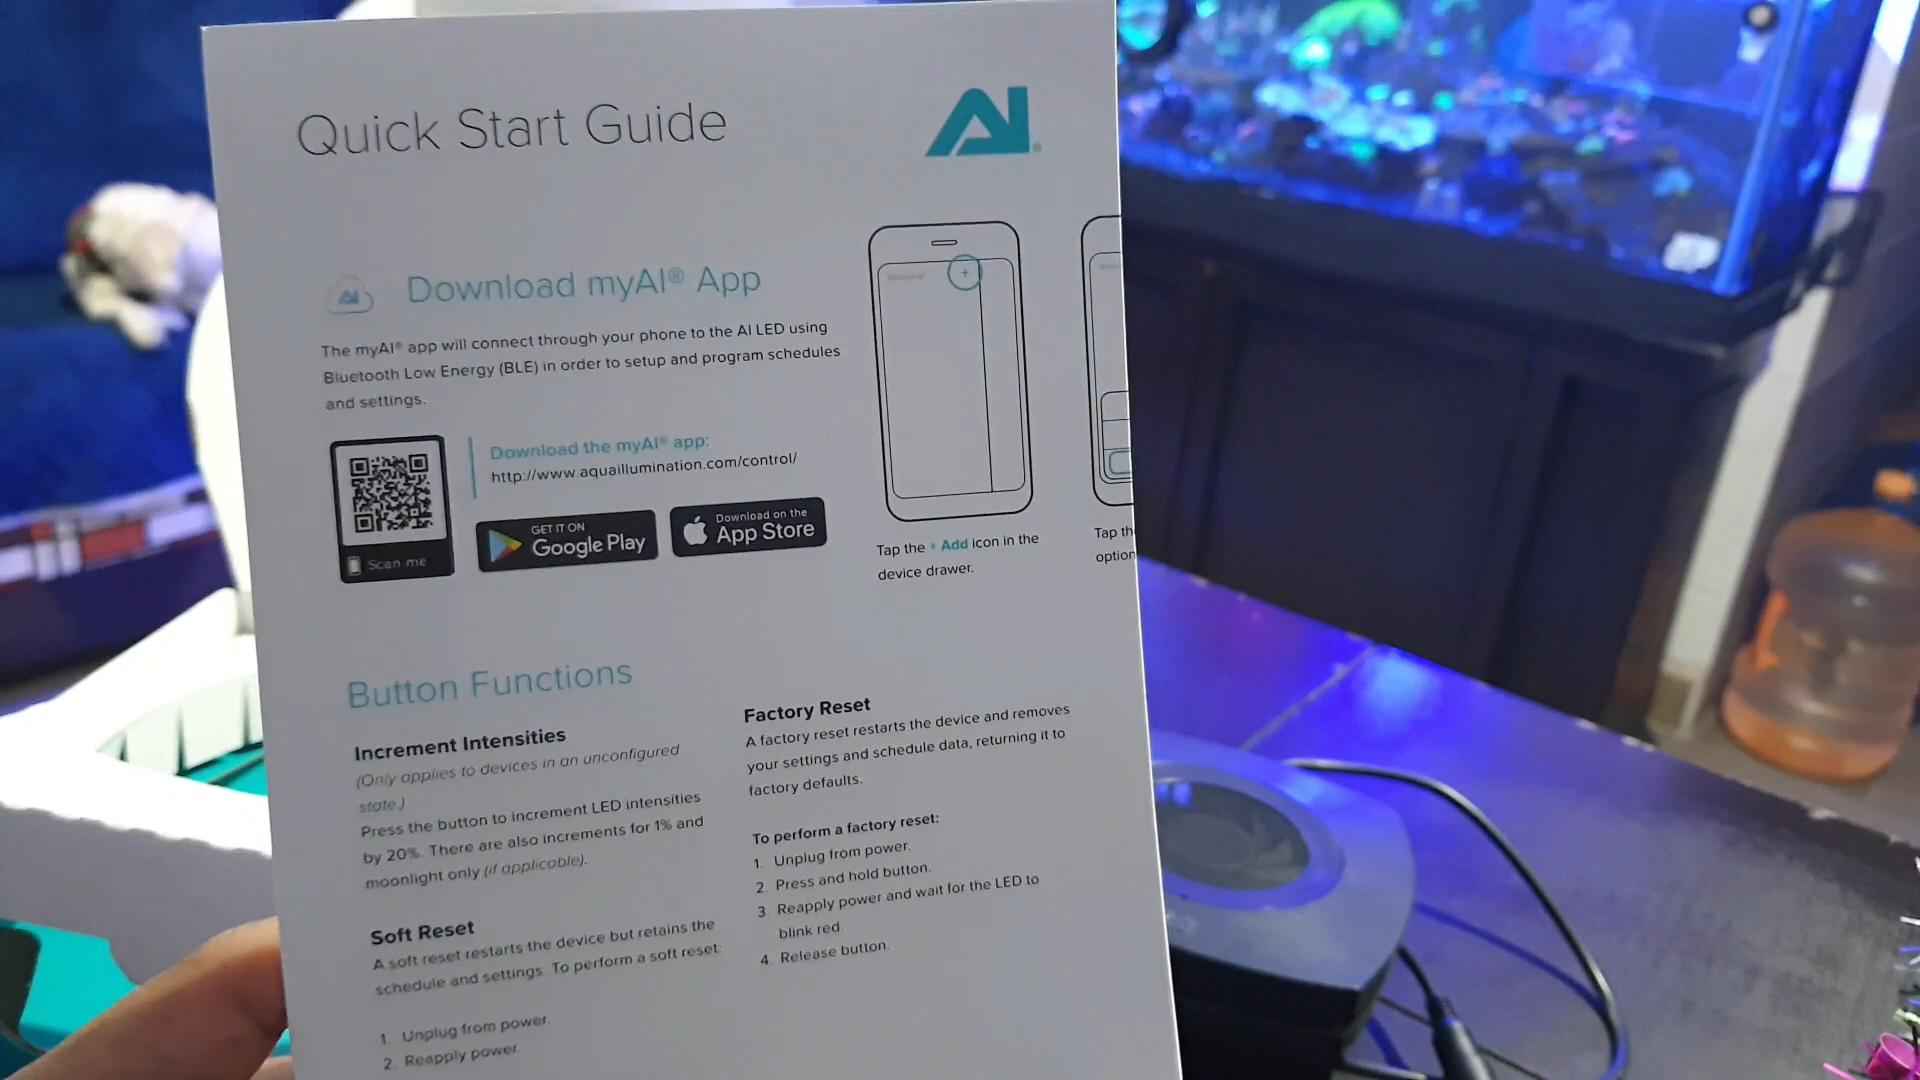 Quick Start Guide
AI®
Download myAI® App
The myAI® app will connect through your phone to the AI LED using
Bluetooth Low Energy (BLE) in order to setup and program schedules
and settings.
Download the myAI® app:
http://www.aquaillumination.com/control/
Scan me
GET IT ON
Google Play
Download on the
App Store
Tap the + Add icon in the
device drawer.
Tap th
option
Button Functions
Increment Intensities
(Only applies to devices in an unconfigured
state.)
Press the button to increment LED intensities
by 20%. There are also increments for 1% and
moonlight only (if applicable).
Soft Reset
A soft reset restarts the device but retains the
schedule and settings. To perform a soft reset:
1. Unplug from power.
2. Reapply power.
Factory Reset
A factory reset restarts the device and removes
your settings and schedule data, returning it to
factory defaults.
To perform a factory reset:
1. Unplug from power.
2. Press and hold button.
3. Reapply power and wait for the LED to
blink red.
4. Release button.